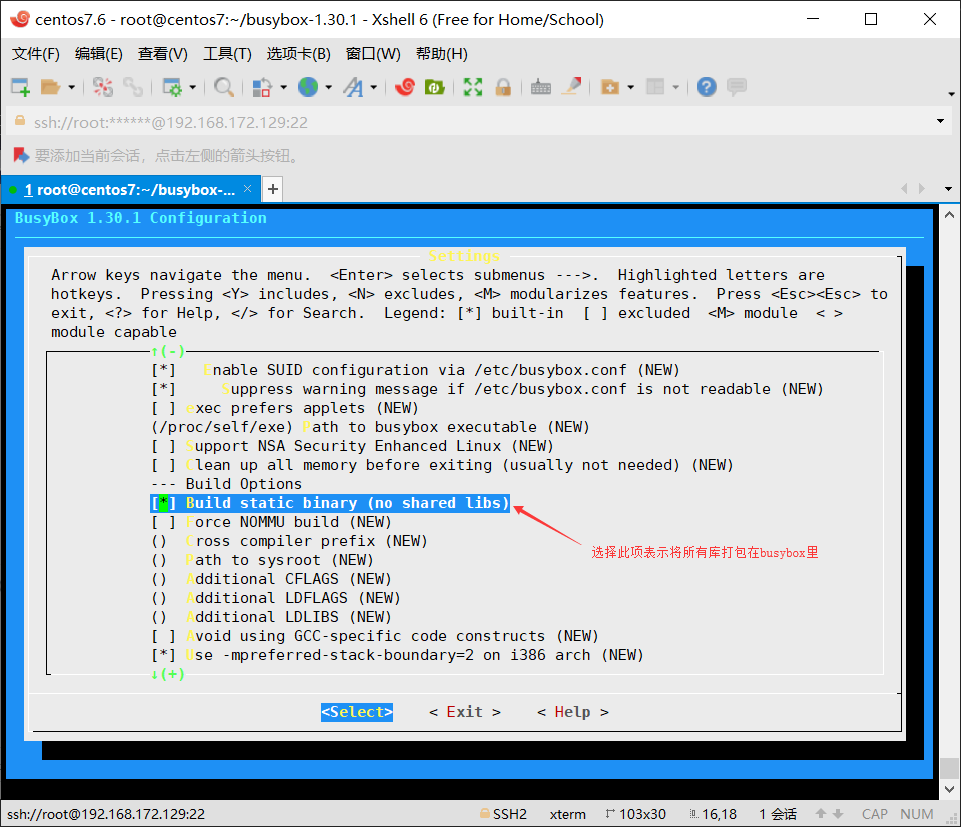 centos7.6 - root@centos7:~/busybox-1.30.1 - Xshell 6 (Free for Home/School)
文件(F) 编辑(E) 查看(V) 工具(T) 选项卡(B) 窗口(W) 帮助(H)
ssh://root:******@192.168.172.129:22
要添加当前会话，点击左侧的箭头按钮。
1 root@centos7:~/busybox-... × +
BusyBox 1.30.1 Configuration
Settings
Arrow keys navigate the menu.  <Enter> selects submenus --->.  Highlighted letters are
hotkeys.  Pressing <Y> includes, <N> excludes, <M> modularizes features.  Press <Esc><Esc> to
exit, <?> for Help, </> for Search.  Legend: [*] built-in  [ ] excluded  <M> module  < >
module capable
↑(-)
[*]   Enable SUID configuration via /etc/busybox.conf (NEW)
[*]     Suppress warning message if /etc/busybox.conf is not readable (NEW)
[ ] exec prefers applets (NEW)
(/proc/self/exe) Path to busybox executable (NEW)
[ ] Support NSA Security Enhanced Linux (NEW)
[ ] Clean up all memory before exiting (usually not needed) (NEW)
--- Build Options
[*] Build static binary (no shared libs)
[ ] Force NOMMU build (NEW)
()  Cross compiler prefix (NEW)
选择此项表示将所有库打包在busybox里
()  Path to sysroot (NEW)
()  Additional CFLAGS (NEW)
()  Additional LDFLAGS (NEW)
()  Additional LDLIBS (NEW)
[ ] Avoid using GCC-specific code constructs (NEW)
[*] Use -mpreferred-stack-boundary=2 on i386 arch (NEW)
↓(+)
<Select>    < Exit >    < Help >
ssh://root@192.168.172.129:22 SSH2 xterm 103x30 16,18 1 会话 CAP NUM